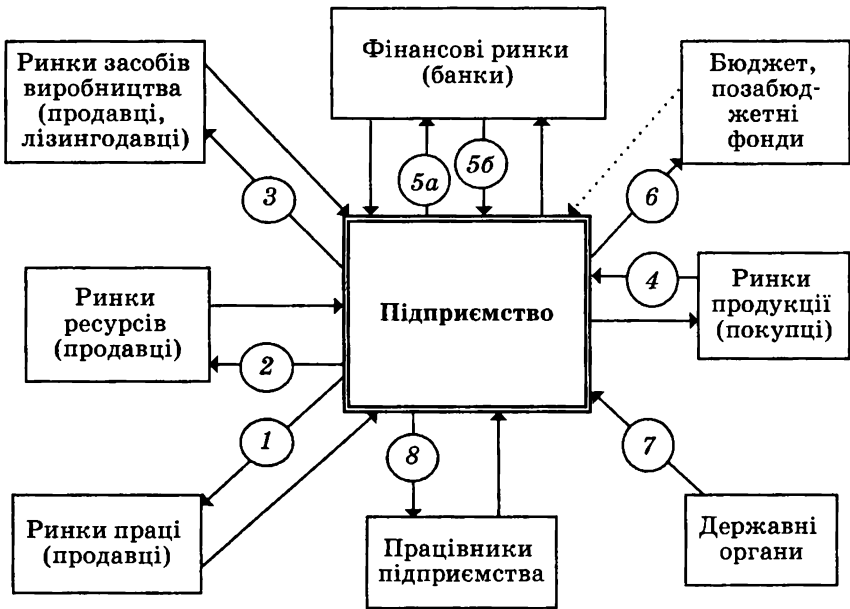 Ринки засобів
виробництва
(продавці,
лізингодавці)
Фінансові ринки
(банки)
Бюджет,
позабюд-
жетні
фонди
3
5а
5б
6
Ринки
ресурсів
(продавці)
2
Підприємство
4
Ринки
продукції
(покупці)
1
8
7
Ринки праці
(продавці)
Працівники
підприємства
Державні
органи